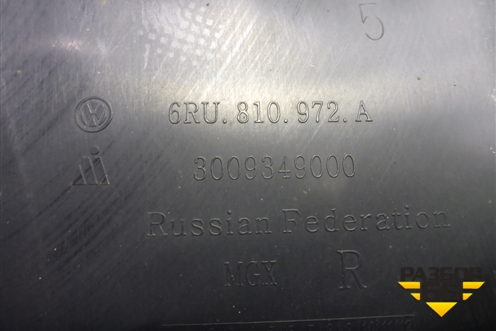 5
6RU.810.972.A
3009349000
Russian Federation
MGX R
РАЗБОР